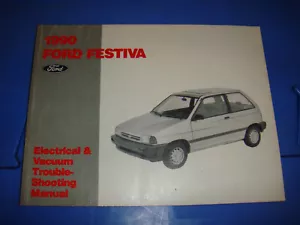 1990
FORD FESTIVA
Ford
Electrical &
Vacuum
Trouble-
Shooting
Manual